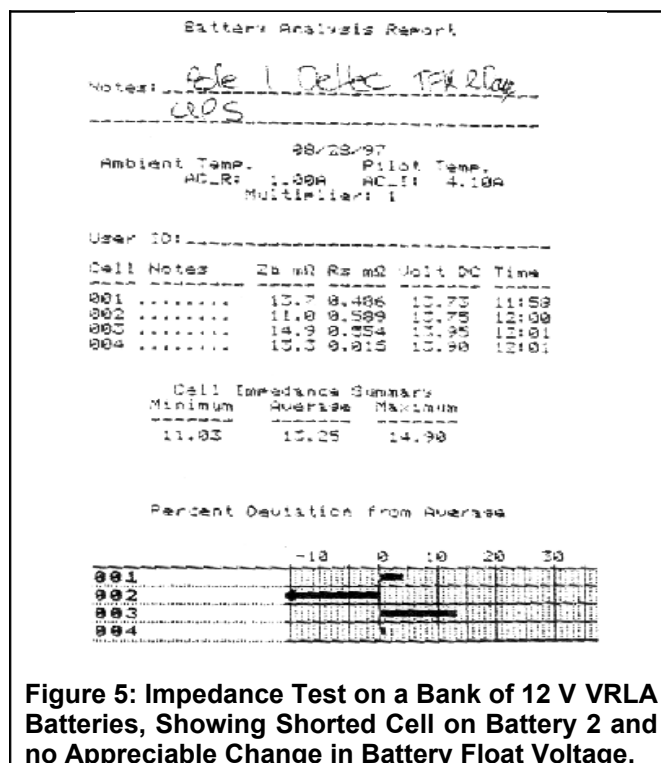 Battery Analysis Report
Notes: Pole 1 Deltec
UPS
08/28/97
Ambient Temp. Pilot Temp.
AC_R: 1.00A AC_I: 4.10A
Multiplier: 1
User ID:
Cell Notes Zb mΩ Rs mΩ Volt DC Time
001 ........ 13.7 0.486 13.73 11:58
002 ........ 11.0 0.589 13.75 12:00
003 ........ 14.9 0.554 13.95 12:01
004 ........ 13.3 0.015 13.90 12:01
Cell Impedance Summary
Minimum Average Maximum
11.03 13.25 14.90
Percent Deviation from Average
-10 0 10 20 30
001
002
003
004
Figure 5: Impedance Test on a Bank of 12 V VRLA
Batteries, Showing Shorted Cell on Battery 2 and
no Appreciable Change in Battery Float Voltage.